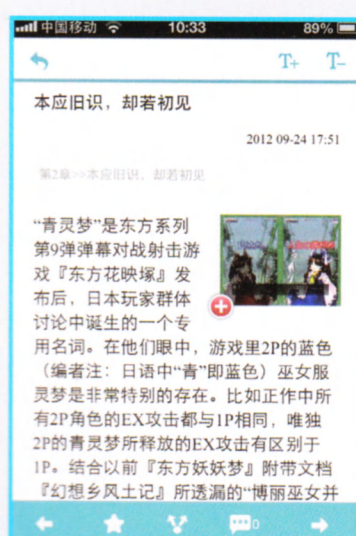 中国移动 10:33 89%
T+ T-
本应旧识，却若初见
2012 09-24 17:51
第2章>>本应旧识，却若初见
“青灵梦”是东方系列
第9弹弹幕对战射击游
戏『东方花映塚』发
布后，日本玩家群体
讨论中诞生的一个专
用名词。在他们眼中，游戏里2P的蓝色
（编者注：日语中“青”即蓝色）巫女服
灵梦是非常特别的存在。比如正作中所
有2P角色的EX攻击都与1P相同，唯独
2P的青灵梦所释放的EX攻击有区别于
1P。结合以前『东方妖妖梦』附带文档
『幻想乡风土记』所透漏的“博丽巫女并
0